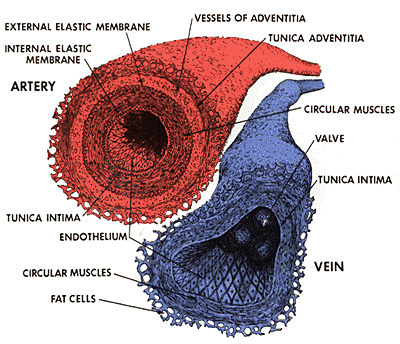 EXTERNAL ELASTIC MEMBRANE
VESSELS OF ADVENTITIA
INTERNAL ELASTIC
MEMBRANE
TUNICA ADVENTITIA
ARTERY
CIRCULAR MUSCLES
VALVE
TUNICA INTIMA
TUNICA INTIMA
ENDOTHELIUM
VEIN
CIRCULAR MUSCLES
FAT CELLS